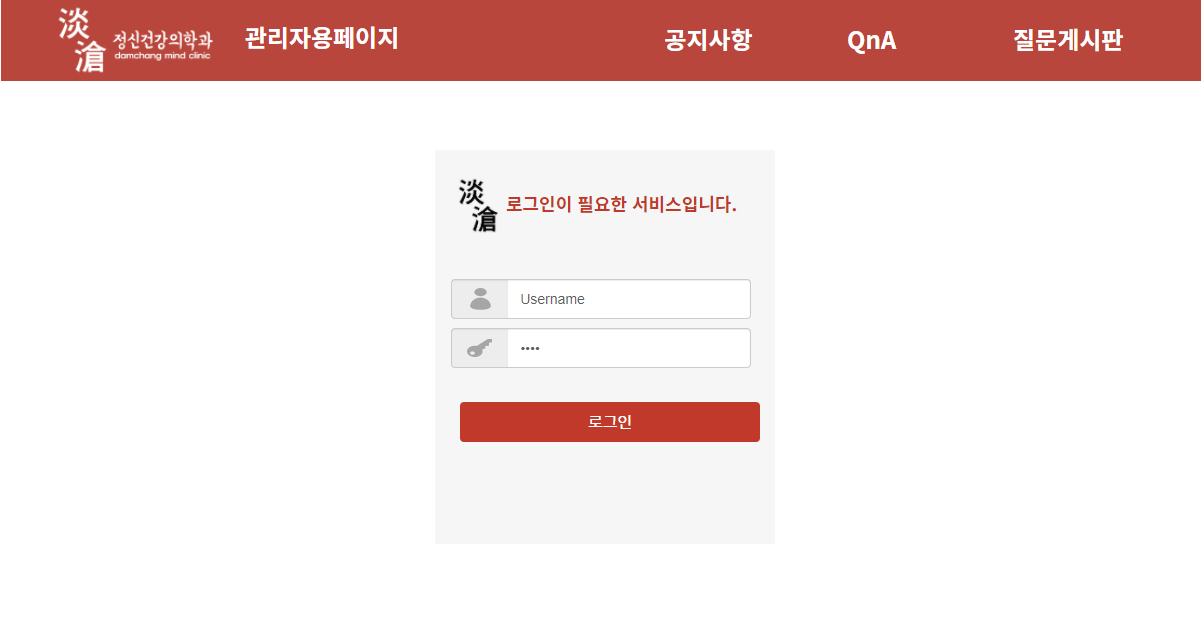 淡滄 정신건강의학과
damchang mind clinic
관리자용페이지 공지사항 QnA 질문게시판
淡滄 로그인이 필요한 서비스입니다.
Username
••••
로그인